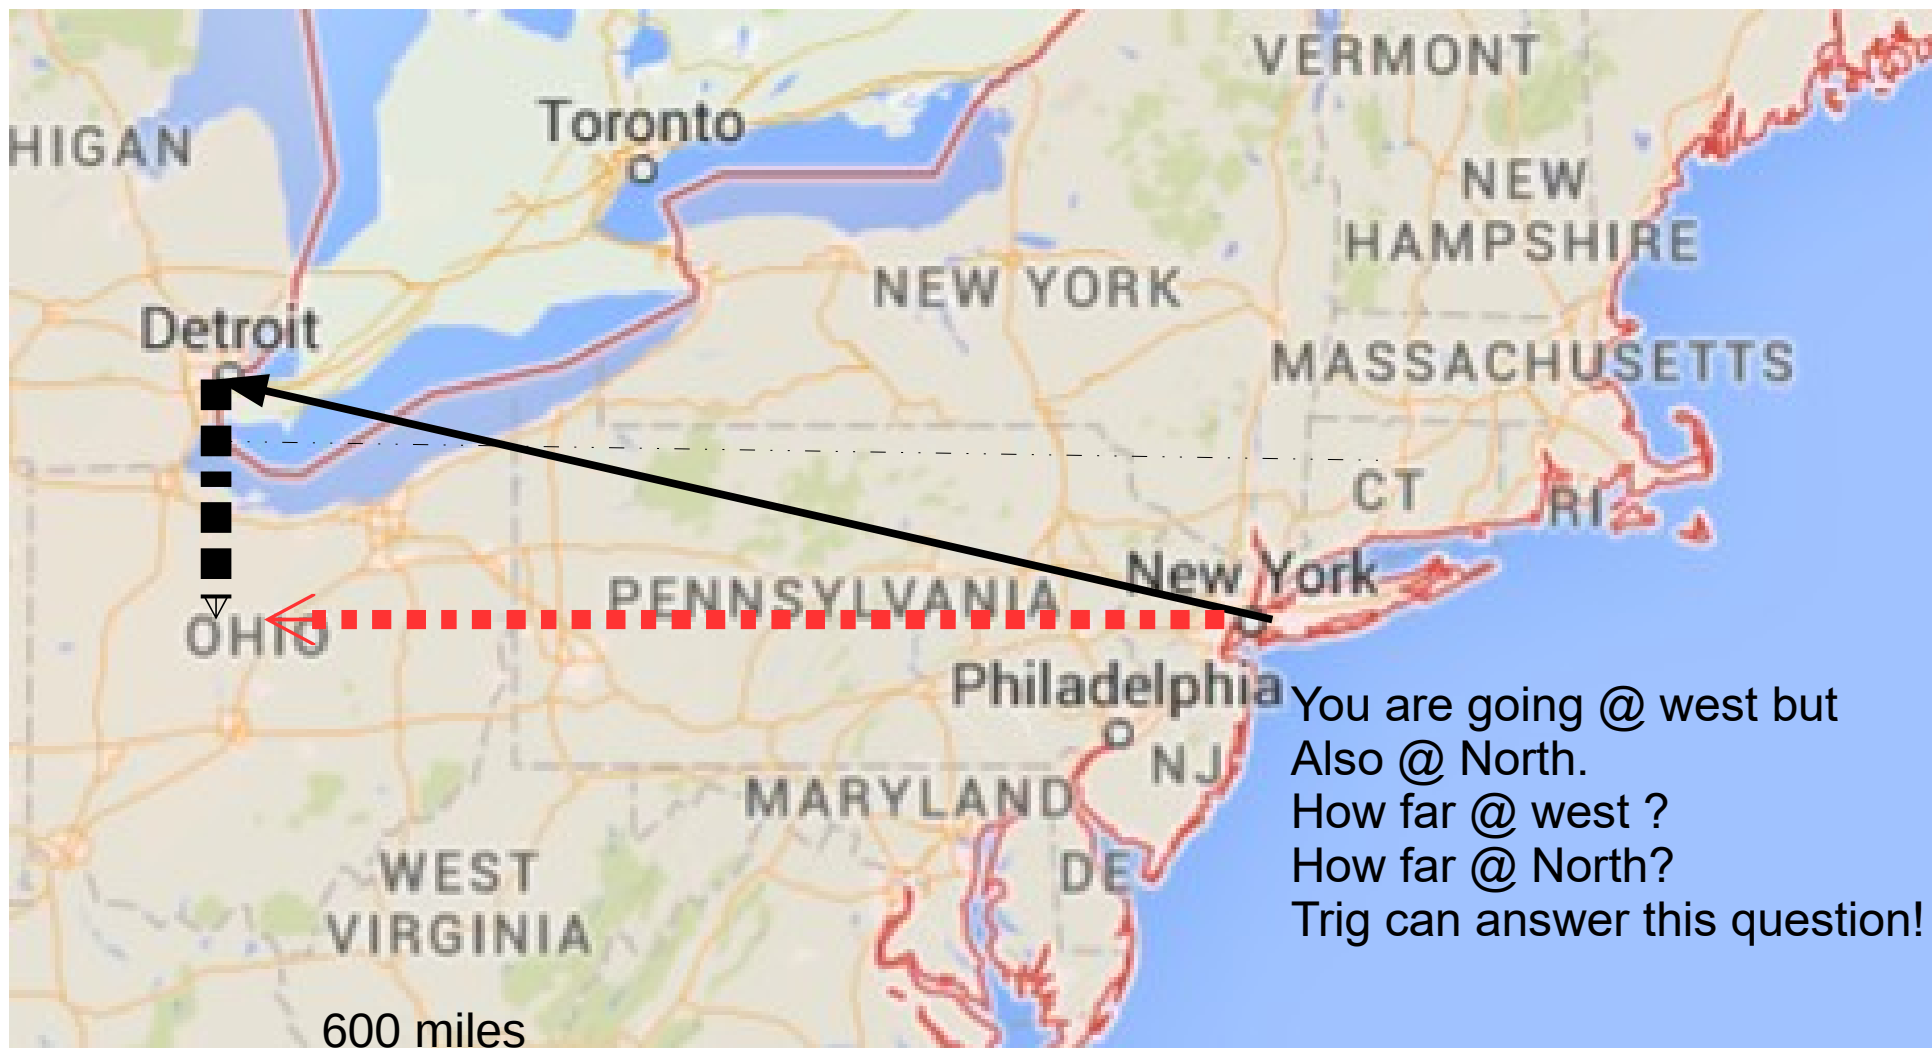 VERMONT
Toronto
HIGAN
NEW
HAMPSHIRE
NEW YORK
Detroit
MASSACHUSETTS
CT
RI
New York
PENNSYLVANIA
OHIO
Philadelphia
NJ
MARYLAND
DE
WEST
VIRGINIA
You are going @ west but
Also @ North.
How far @ west ?
How far @ North?
Trig can answer this question!
600 miles